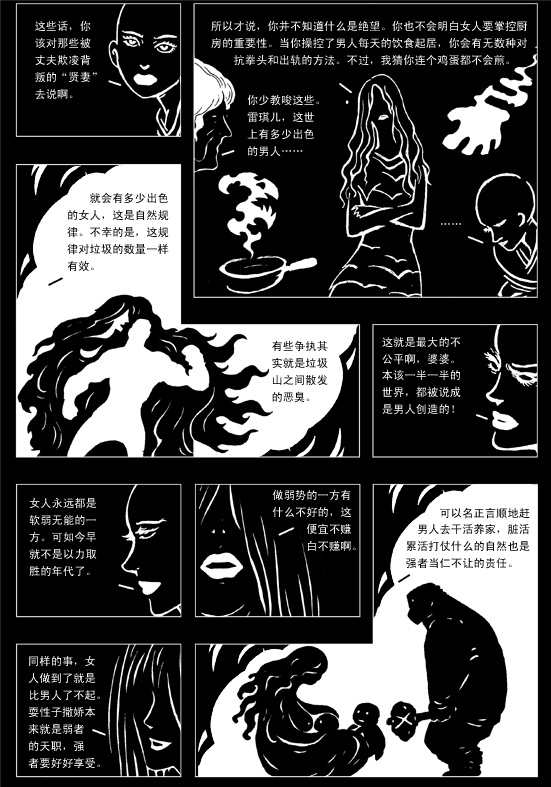 这些话，你
该对那些被
丈夫欺凌背
叛的“贤妻”
去说啊。
所以才说，你并不知道什么是绝望。你也不会明白女人要掌控厨
房的重要性。当你操控了男人每天的饮食起居，你会有无数种对
抗拳头和出轨的方法。不过，我猜你连个鸡蛋都不会煎。
你少教唆这些。
雷琪儿，这世
上有多少出色
的男人……
……
就会有多少出色
的女人，这是自然规
律。不幸的是，这规
律对垃圾的数量一样
有效。
有些争执其
实就是垃圾
山之间散发
的恶臭。
这就是最大的不
公平啊，婆婆。
本该一半一半的
世界，都被说成
是男人创造的！
女人永远都是
软弱无能的一
方。可如今早
就不是以力取
胜的年代了。
做弱势的一方有
什么不好的，这
便宜不赚
白不赚啊。
可以名正言顺地赶
男人去干活养家，脏活
累活打仗什么的自然也是
强者当仁不让的责任。
同样的事，女
人做到了就是
比男人了不起。
耍性子撒娇本
来就是弱者
的天职，强
者要好好享受。